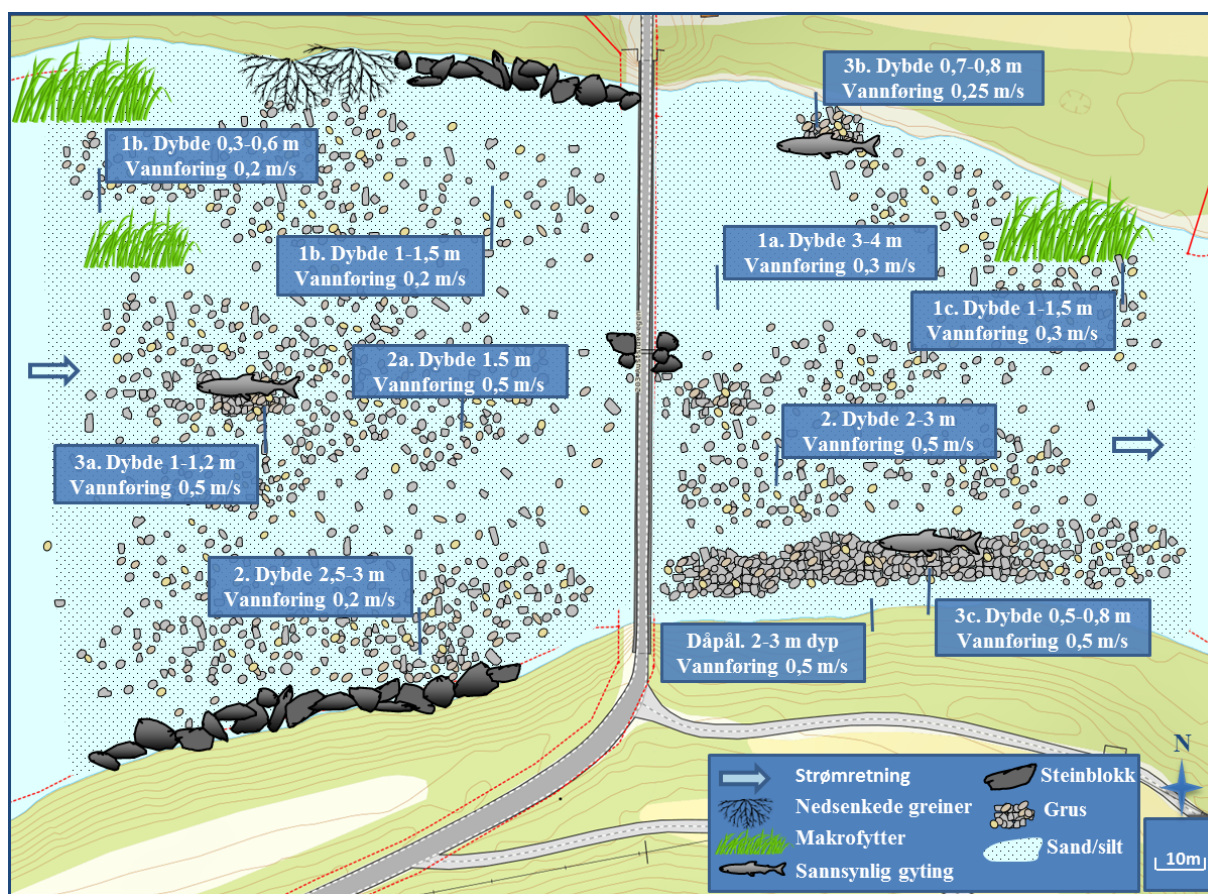 3b. Dybde 0,7-0,8 m
Vannføring 0,25 m/s
1b. Dybde 0,3-0,6 m
Vannføring 0,2 m/s
1b. Dybde 1-1,5 m
Vannføring 0,2 m/s
1a. Dybde 3-4 m
Vannføring 0,3 m/s
1c. Dybde 1-1,5 m
Vannføring 0,3 m/s
2a. Dybde 1.5 m
Vannføring 0,5 m/s
2. Dybde 2-3 m
Vannføring 0,5 m/s
3a. Dybde 1-1,2 m
Vannføring 0,5 m/s
2. Dybde 2,5-3 m
Vannføring 0,2 m/s
3c. Dybde 0,5-0,8 m
Vannføring 0,5 m/s
Dåpål. 2-3 m dyp
Vannføring 0,5 m/s
N
Strømretning
Steinblokk
Nedsenkede greiner
Grus
Makrofytter
Sand/silt
Sannsynlig gyting
10m